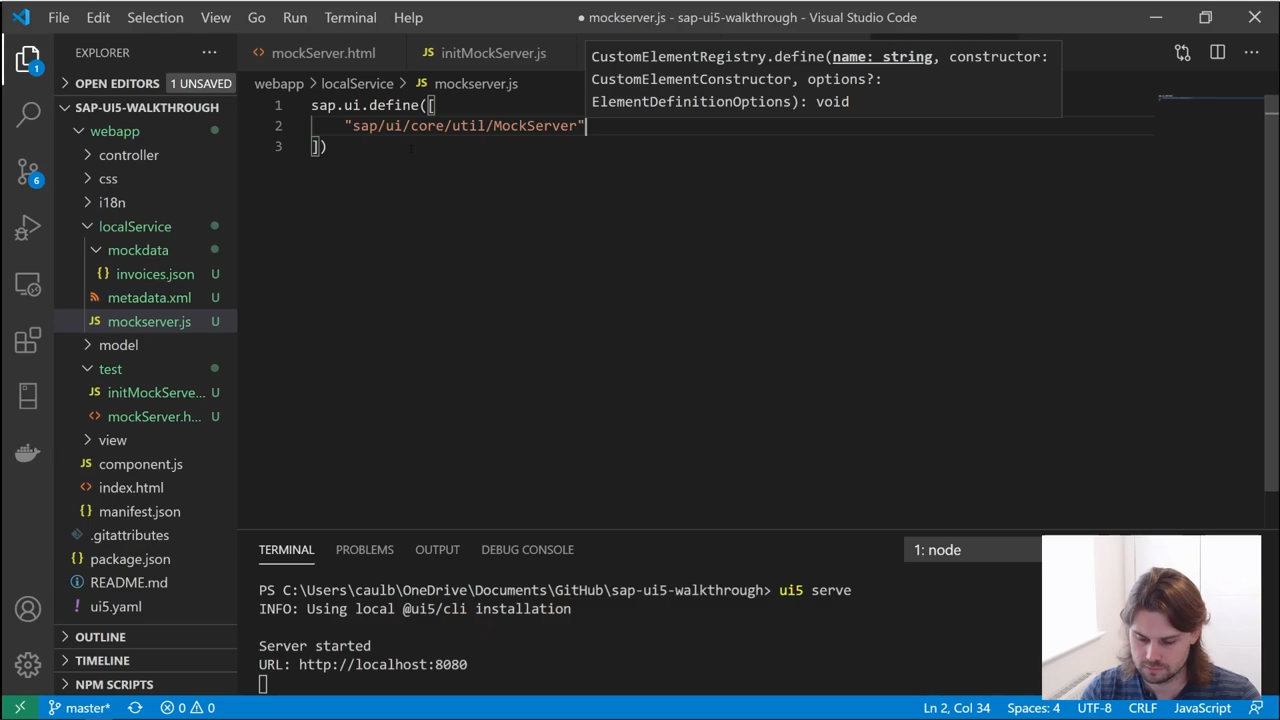 File Edit Selection View Go Run Terminal Help
● mockserver.js - sap-ui5-walkthrough - Visual Studio Code
EXPLORER
OPEN EDITORS 1 UNSAVED
SAP-UI5-WALKTHROUGH
webapp
controller
css
i18n
localService
mockdata
{} invoices.json U
metadata.xml U
JS mockserver.js U
model
test
JS initMockServe... U
<> mockServer.h... U
view
JS component.js
<> index.html
{} manifest.json
.gitattributes
{} package.json
README.md
! ui5.yaml
OUTLINE
TIMELINE
NPM SCRIPTS
1
6
<> mockServer.html
JS initMockServer.js
webapp > localService > JS mockserver.js
CustomElementRegistry.define(name: string, constructor:
CustomElementConstructor, options?:
ElementDefinitionOptions): void
1 sap.ui.define([
2 "sap/ui/core/util/MockServer"
3 ])
TERMINAL PROBLEMS OUTPUT DEBUG CONSOLE
1: node
PS C:\Users\caulb\OneDrive\Documents\GitHub\sap-ui5-walkthrough> ui5 serve
INFO: Using local @ui5/cli installation
Server started
URL: http://localhost:8080
master* 0 0
Ln 2, Col 34 Spaces: 4 UTF-8 CRLF JavaScript